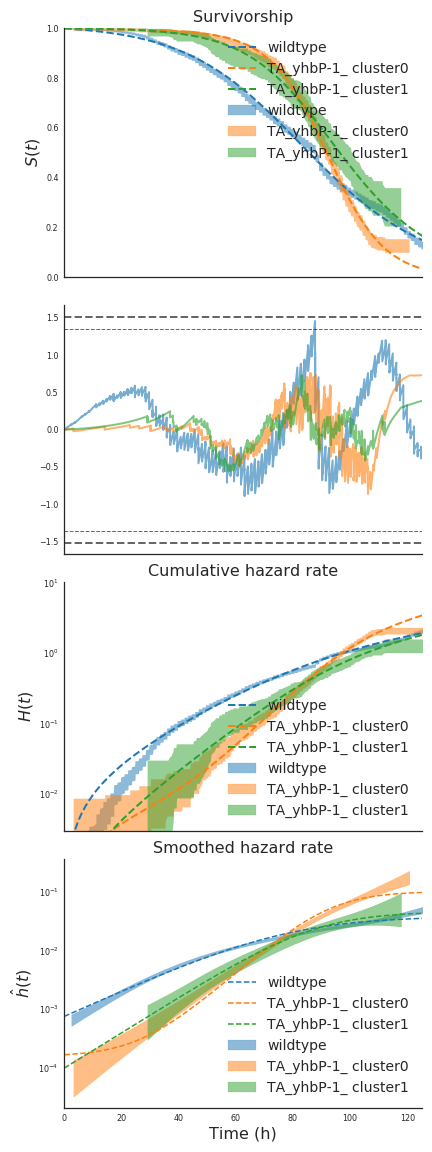 Survivorship
1.0
0.8
0.6
0.4
0.2
0.0
S(t)
wildtype
TA_yhbP-1_ cluster0
TA_yhbP-1_ cluster1
wildtype
TA_yhbP-1_ cluster0
TA_yhbP-1_ cluster1
1.5
1.0
0.5
0.0
−0.5
−1.0
−1.5
Cumulative hazard rate
10¹
10⁰
10⁻¹
10⁻²
H(t)
wildtype
TA_yhbP-1_ cluster0
TA_yhbP-1_ cluster1
wildtype
TA_yhbP-1_ cluster0
TA_yhbP-1_ cluster1
Smoothed hazard rate
10⁻¹
10⁻²
10⁻³
10⁻⁴
ĥ(t)
wildtype
TA_yhbP-1_ cluster0
TA_yhbP-1_ cluster1
wildtype
TA_yhbP-1_ cluster0
TA_yhbP-1_ cluster1
0 20 40 60 80 100 120
Time (h)